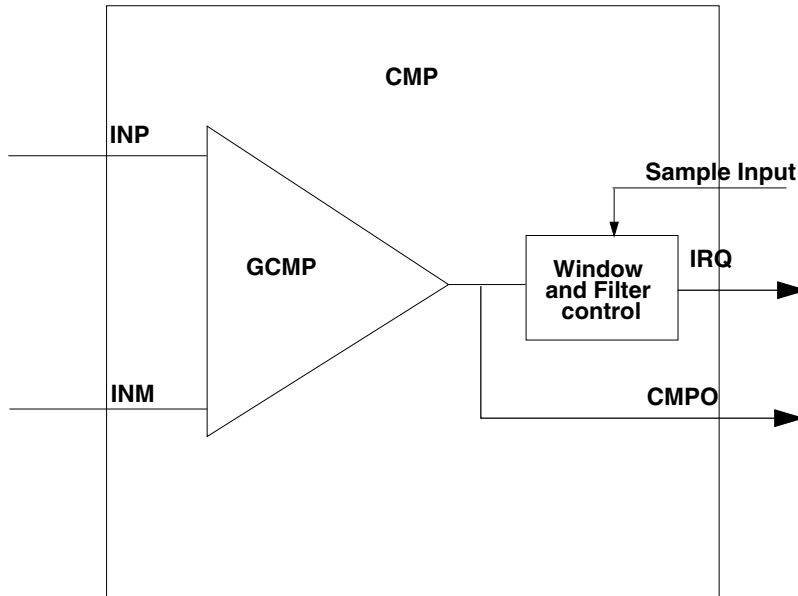 CMP
INP
Sample Input
GCMP
Window
and Filter
control
IRQ
INM
CMPO